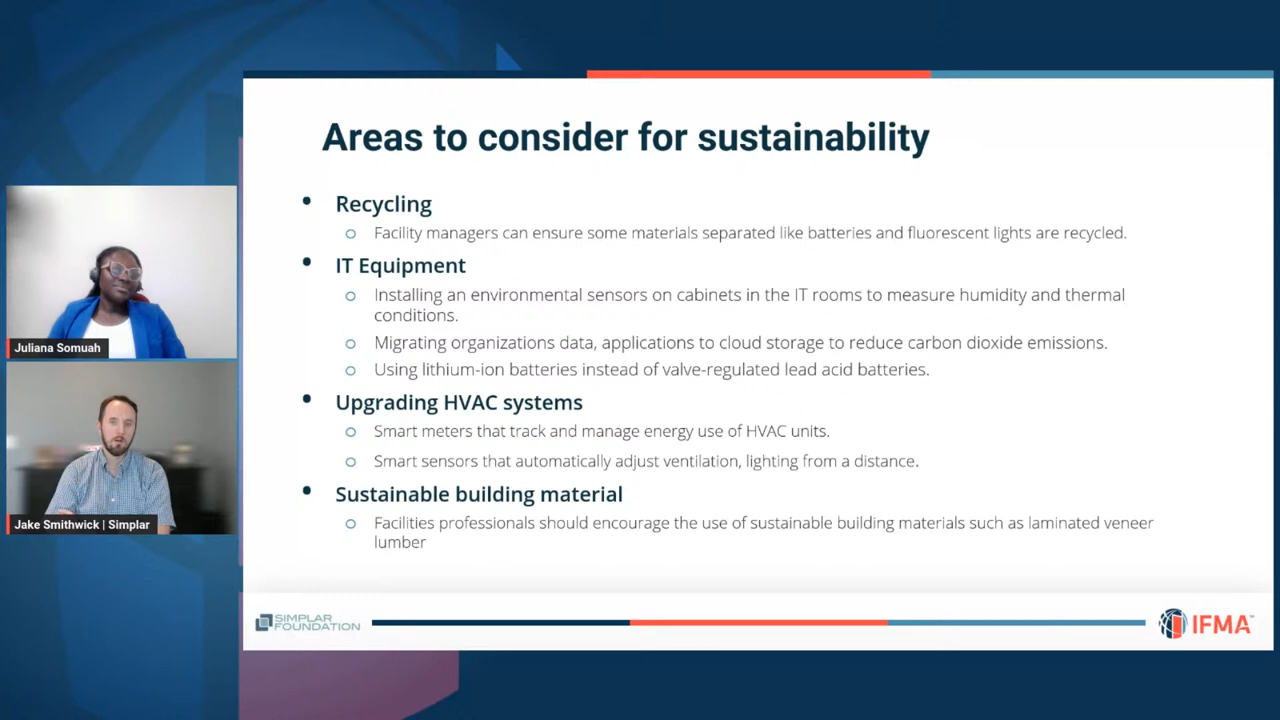 Areas to consider for sustainability
• Recycling
o Facility managers can ensure some materials separated like batteries and fluorescent lights are recycled.
• IT Equipment
o Installing an environmental sensors on cabinets in the IT rooms to measure humidity and thermal
conditions.
o Migrating organizations data, applications to cloud storage to reduce carbon dioxide emissions.
o Using lithium-ion batteries instead of valve-regulated lead acid batteries.
• Upgrading HVAC systems
o Smart meters that track and manage energy use of HVAC units.
o Smart sensors that automatically adjust ventilation, lighting from a distance.
• Sustainable building material
o Facilities professionals should encourage the use of sustainable building materials such as laminated veneer
lumber
Juliana Somuah
Jake Smithwick | Simplar
SIMPLAR
FOUNDATION
IFMA™